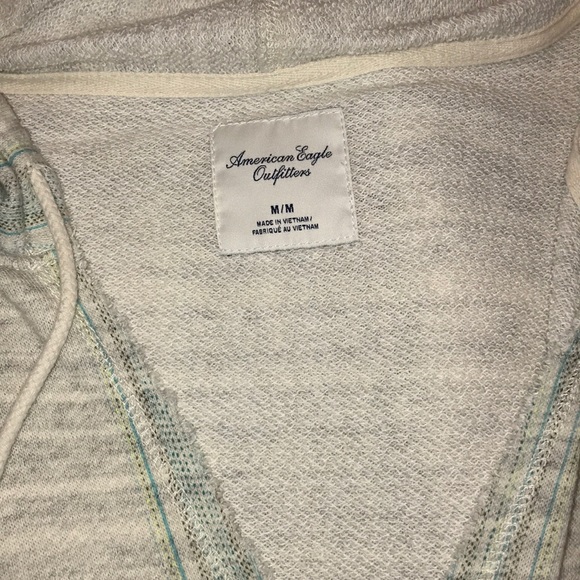 American Eagle
Outfitters
M/M
MADE IN VIETNAM/
FABRIQUÉ AU VIETNAM